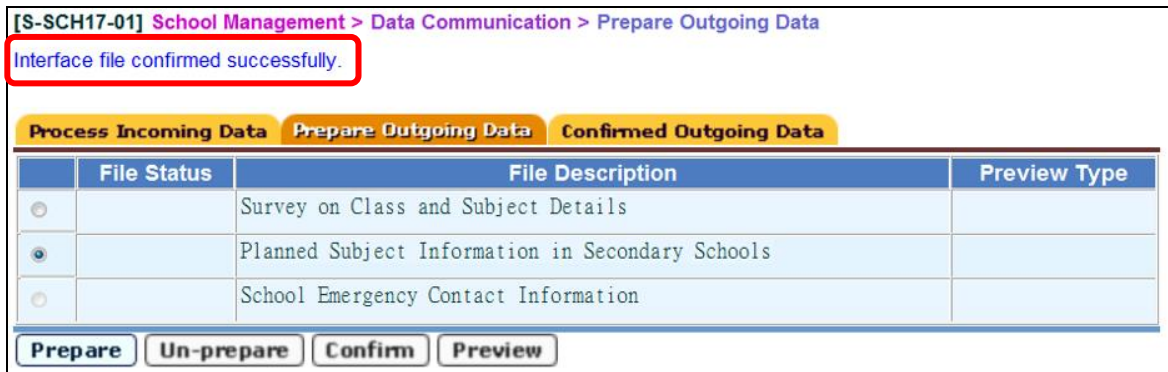 [S-SCH17-01] School Management > Data Communication > Prepare Outgoing Data
Interface file confirmed successfully.
Process Incoming Data Prepare Outgoing Data Confirmed Outgoing Data
File Status File Description Preview Type
Survey on Class and Subject Details
Planned Subject Information in Secondary Schools
School Emergency Contact Information
Prepare Un-prepare Confirm Preview